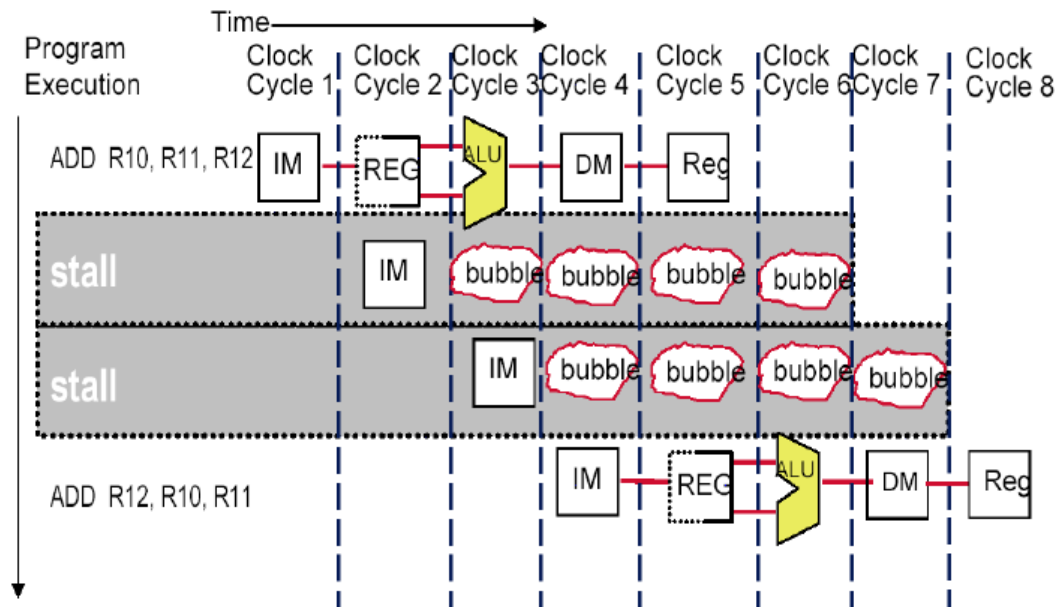 Time
Program
Execution
Clock Clock Clock Clock Clock Clock Clock Clock
Cycle 1 Cycle 2 Cycle 3 Cycle 4 Cycle 5 Cycle 6 Cycle 7 Cycle 8
ADD R10, R11, R12 IM REG ALU DM Reg
stall IM bubble bubble bubble bubble
stall IM bubble bubble bubble bubble
ADD R12, R10, R11 IM REG ALU DM Reg